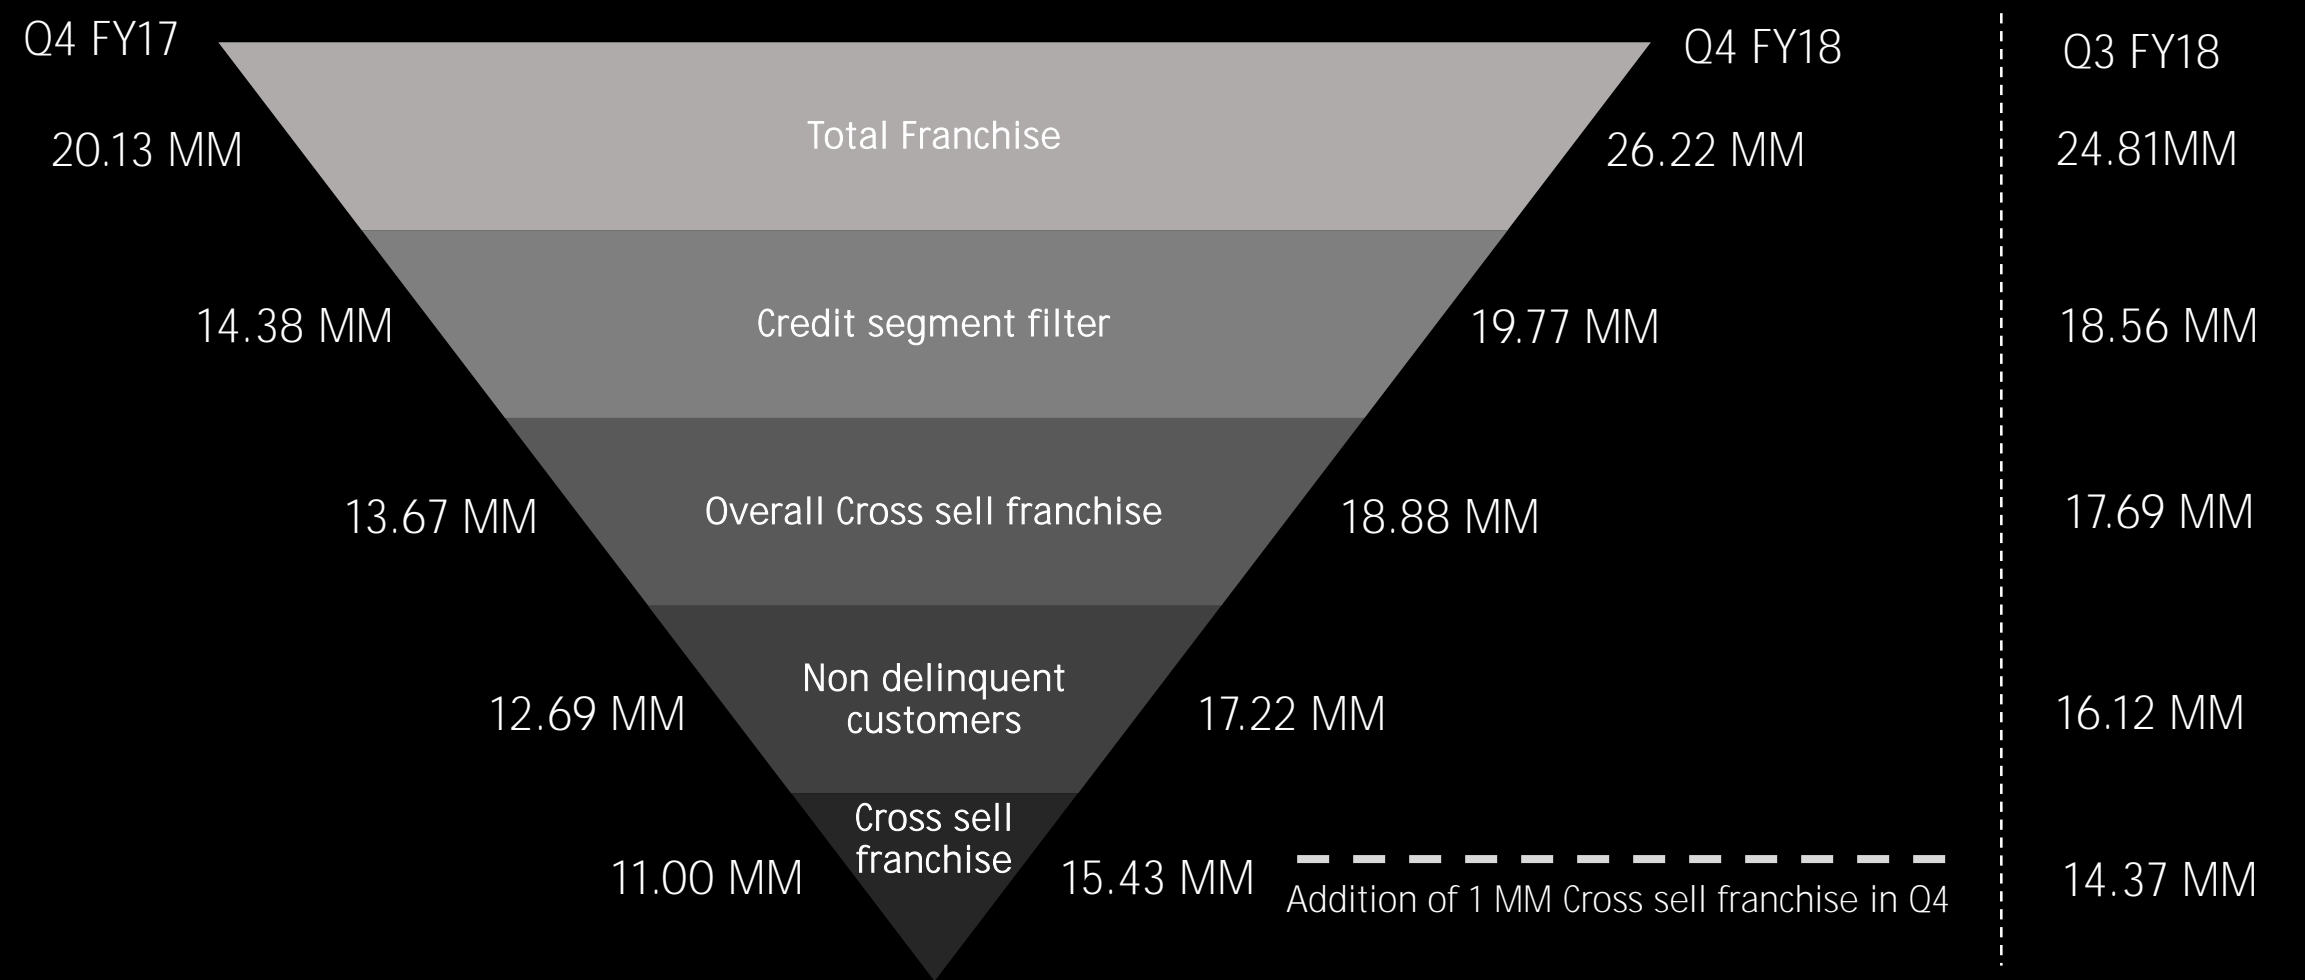 Q4 FY17
Q4 FY18
Q3 FY18
20.13 MM
Total Franchise
26.22 MM
24.81MM
14.38 MM
Credit segment filter
19.77 MM
18.56 MM
13.67 MM
Overall Cross sell franchise
18.88 MM
17.69 MM
12.69 MM
Non delinquent
customers
17.22 MM
16.12 MM
11.00 MM
Cross sell
franchise
15.43 MM
Addition of 1 MM Cross sell franchise in Q4
14.37 MM